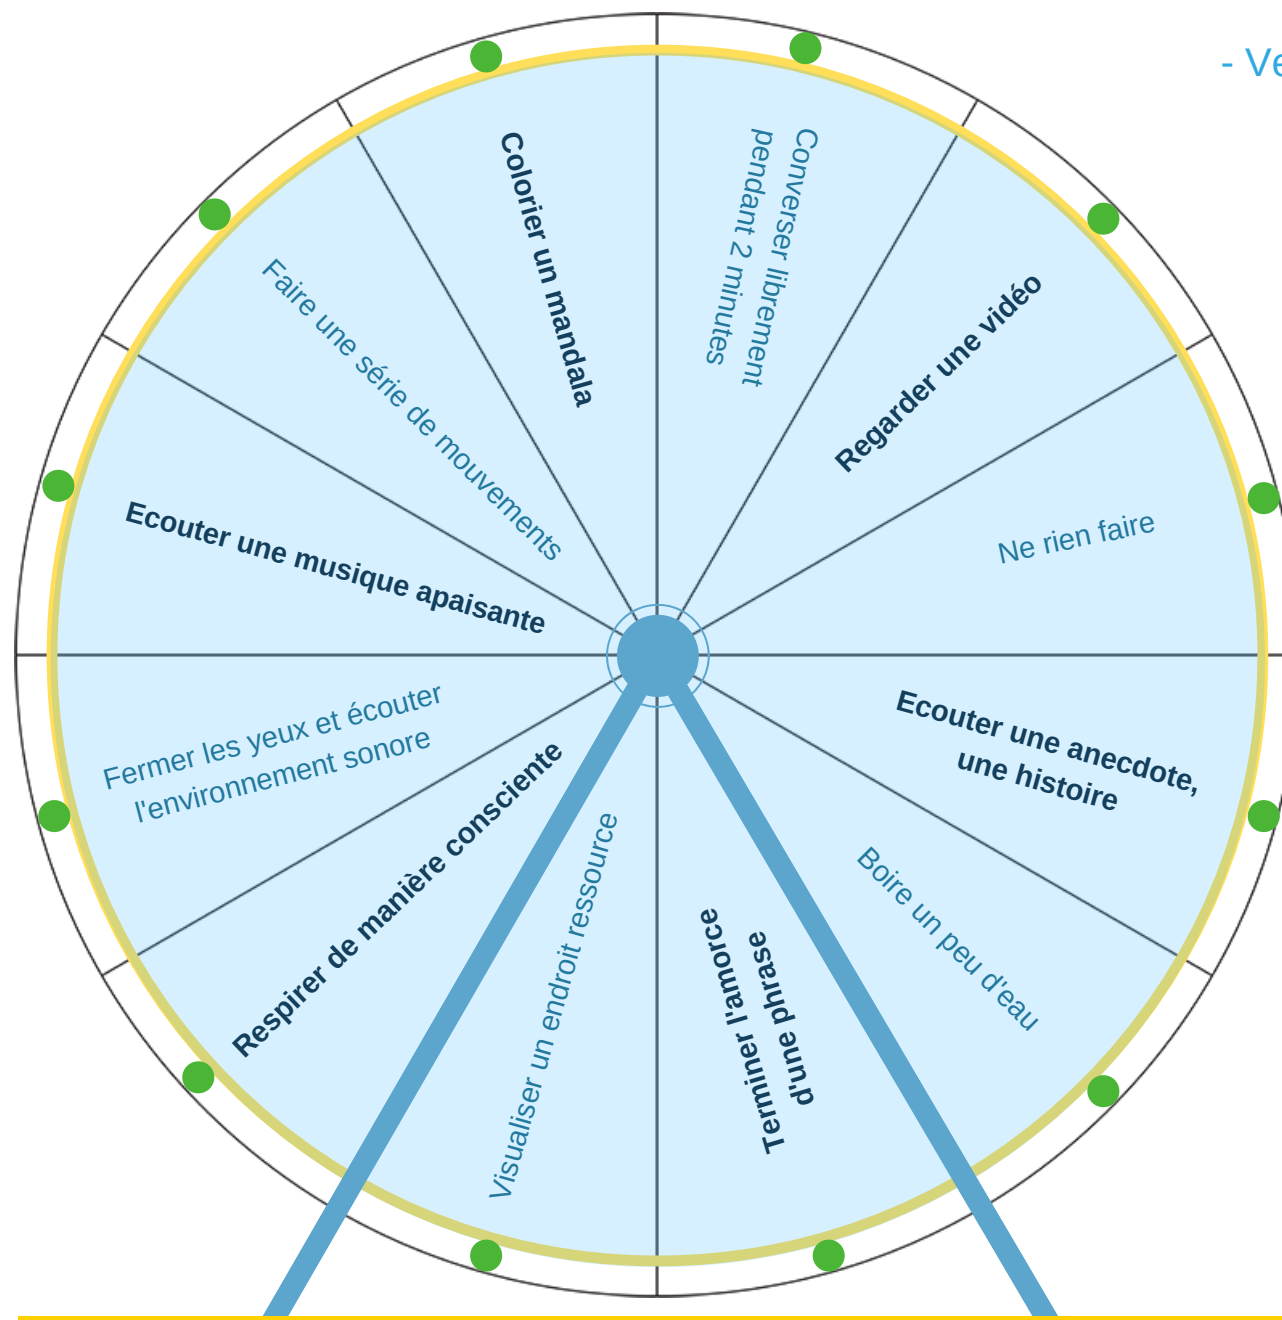 - Ve
Converser librement
pendant 2 minutes
Regarder une vidéo
Ne rien faire
Ecouter une anecdote,
une histoire
Boire un peu d'eau
Terminer l'amorce
d'une phrase
Visualiser un endroit ressource
Respirer de manière consciente
Fermer les yeux et écouter
l'environnement sonore
Ecouter une musique apaisante
Faire une série de mouvements
Colorier un mandala